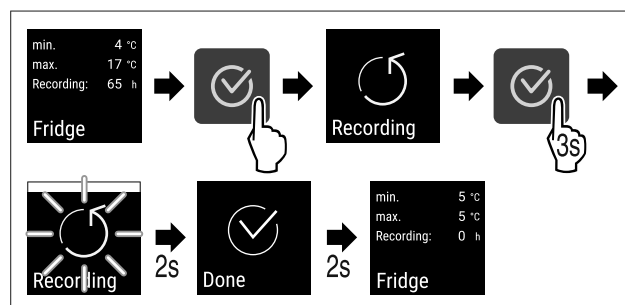 min. 4 °C
max. 17 °C
Recording: 65 h
Fridge
Recording
3s
Recording
2s
Done
2s
min. 5 °C
max. 5 °C
Recording: 0 h
Fridge